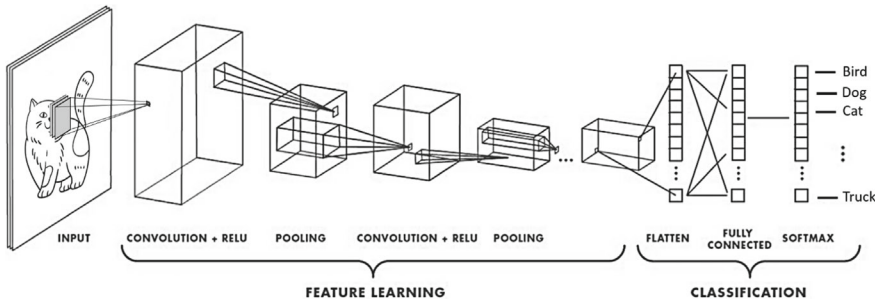 Bird
Dog
Cat
Truck
INPUT
CONVOLUTION + RELU
POOLING
CONVOLUTION + RELU
POOLING
FLATTEN
FULLY
CONNECTED
SOFTMAX
FEATURE LEARNING
CLASSIFICATION